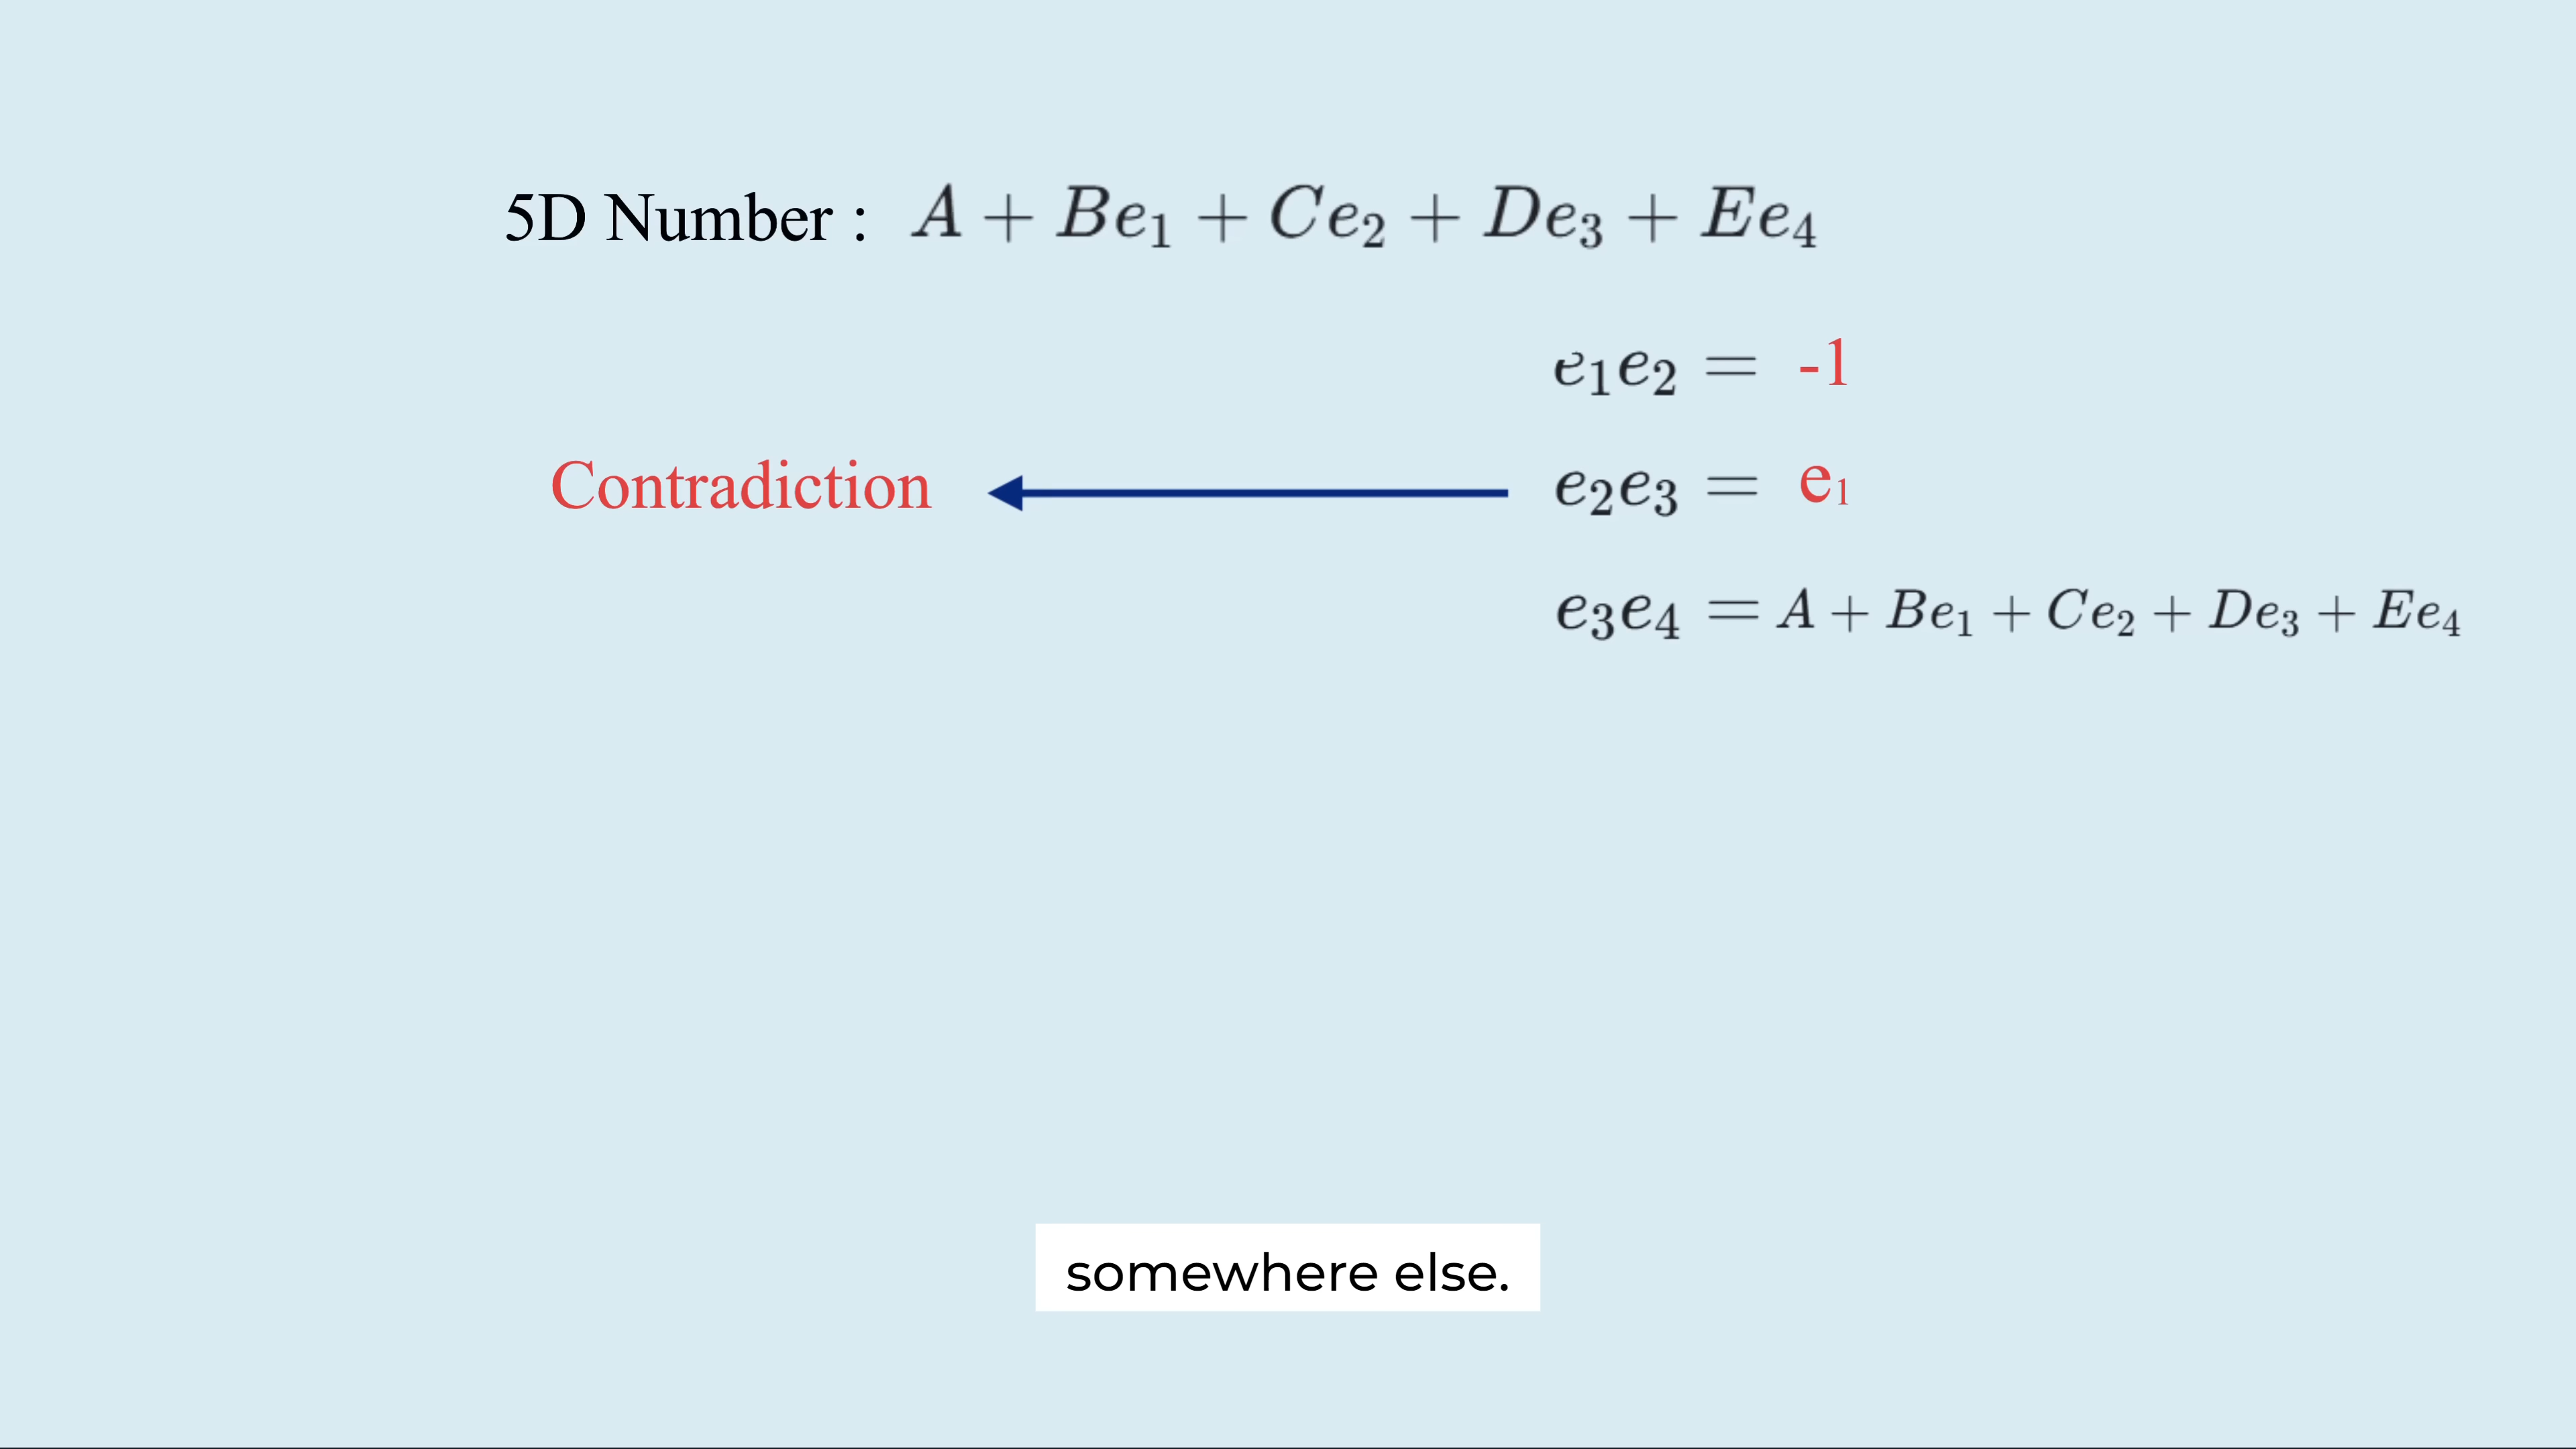 5D Number : A + Be₁ + Ce₂ + De₃ + Ee₄
e₁e₂ = -1
Contradiction e₂e₃ = e₁
e₃e₄ = A + Be₁ + Ce₂ + De₃ + Ee₄
somewhere else.